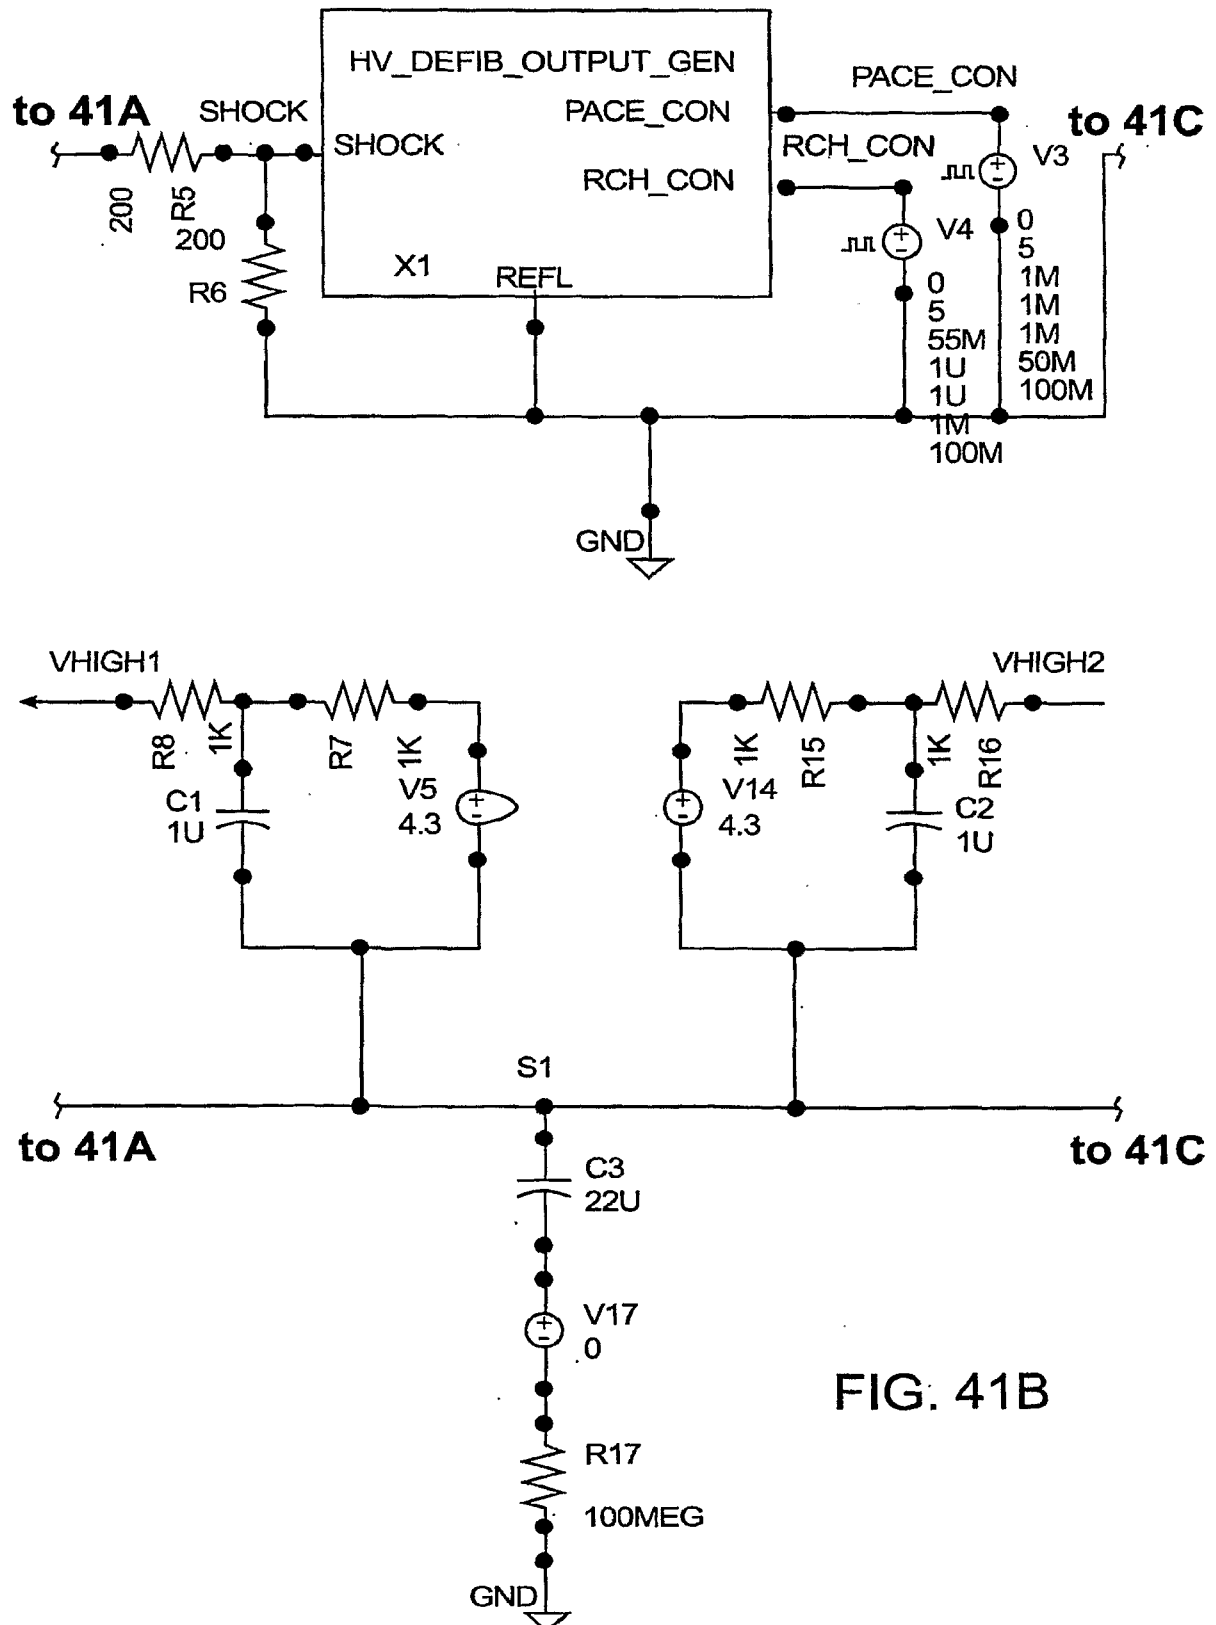 HV_DEFIB_OUTPUT_GEN
PACE_CON
to 41A
SHOCK
PACE_CON
to 41C
SHOCK
RCH_CON
V3
RCH_CON
200
R5
200
R6
X1
REFL
V4
0
5
1M
1M
1M
50M
100M
0
5
55M
1U
1U
1M
100M
GND
VHIGH1
VHIGH2
R8
1K
R7
1K
1K
R15
1K
R16
C1
1U
V5
4.3
V14
4.3
C2
1U
S1
to 41A
to 41C
C3
22U
V17
0
FIG. 41B
R17
100MEG
GND